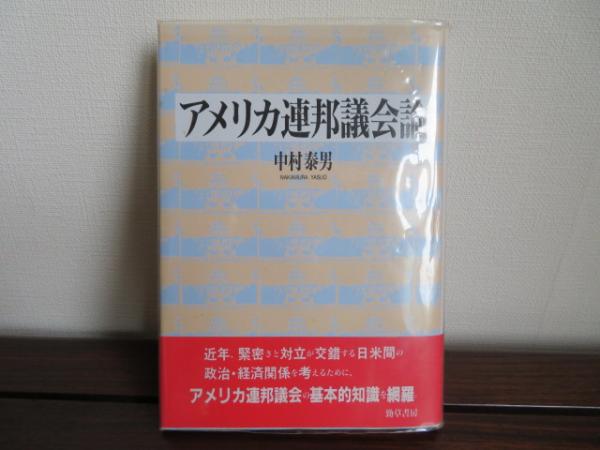 アメリカ連邦議会論
中村泰男
NAKAMURA YASUO
近年、緊密さと対立が交錯する日米間の
政治・経済関係を考えるために、
アメリカ連邦議会の基本的知識を網羅
勁草書房